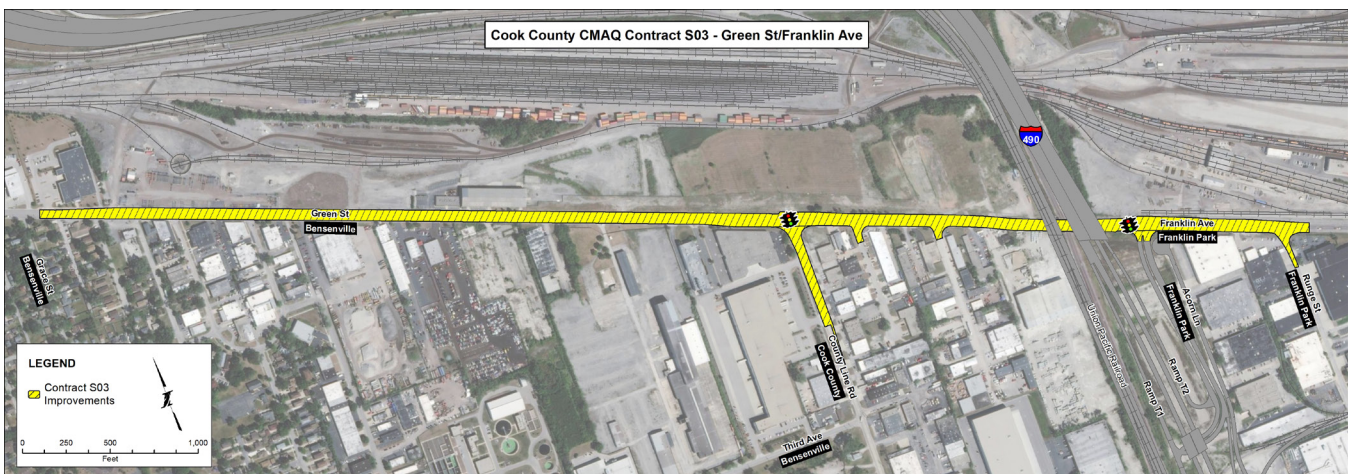 Cook County CMAQ Contract S03 - Green St/Franklin Ave
490
Green St
Bensenville
Franklin Ave
Franklin Park
Grace St
Bensenville
Acorn Ln
Franklin Park
Runge St
Franklin Park
Union Pacific Railroad
County Line Rd
Cook County
Ramp T1
Ramp T2
Third Ave
Bensenville
LEGEND
Contract S03
Improvements
0 250 500 1,000
Feet